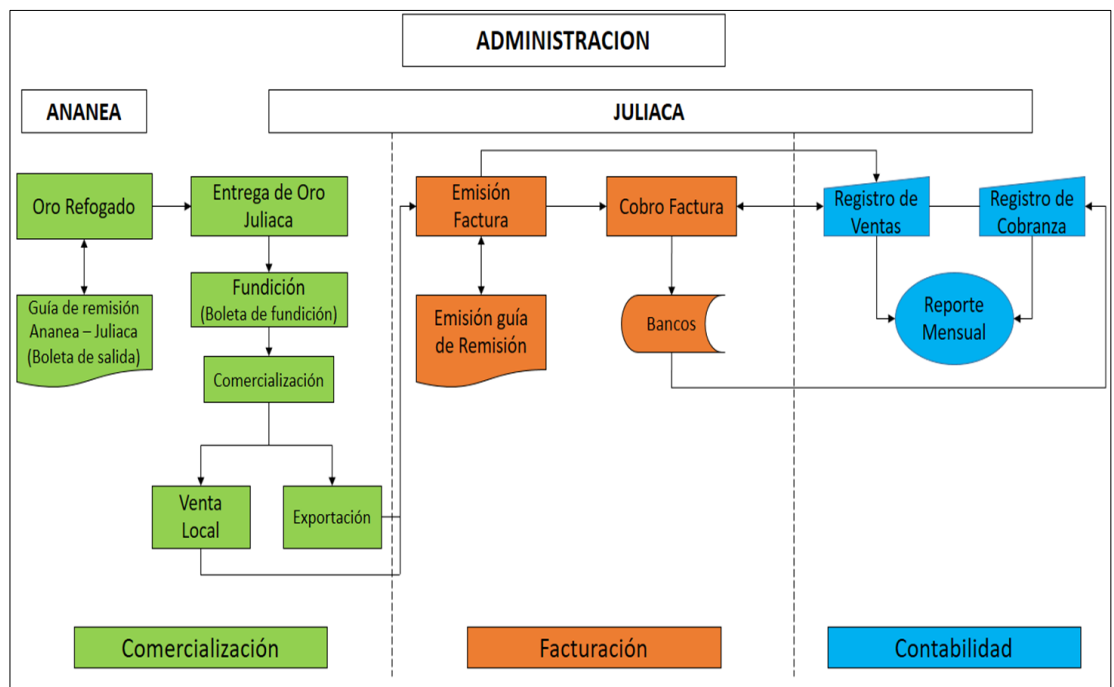 ADMINISTRACION
ANANEA
JULIACA
Oro Refogado
Entrega de Oro
Juliaca
Guía de remisión
Ananea – Juliaca
(Boleta de salida)
Fundición
(Boleta de fundición)
Comercialización
Venta
Local
Exportación
Emisión
Factura
Cobro Factura
Emisión guía
de Remisión
Bancos
Registro de
Ventas
Registro de
Cobranza
Reporte
Mensual
Comercialización
Facturación
Contabilidad